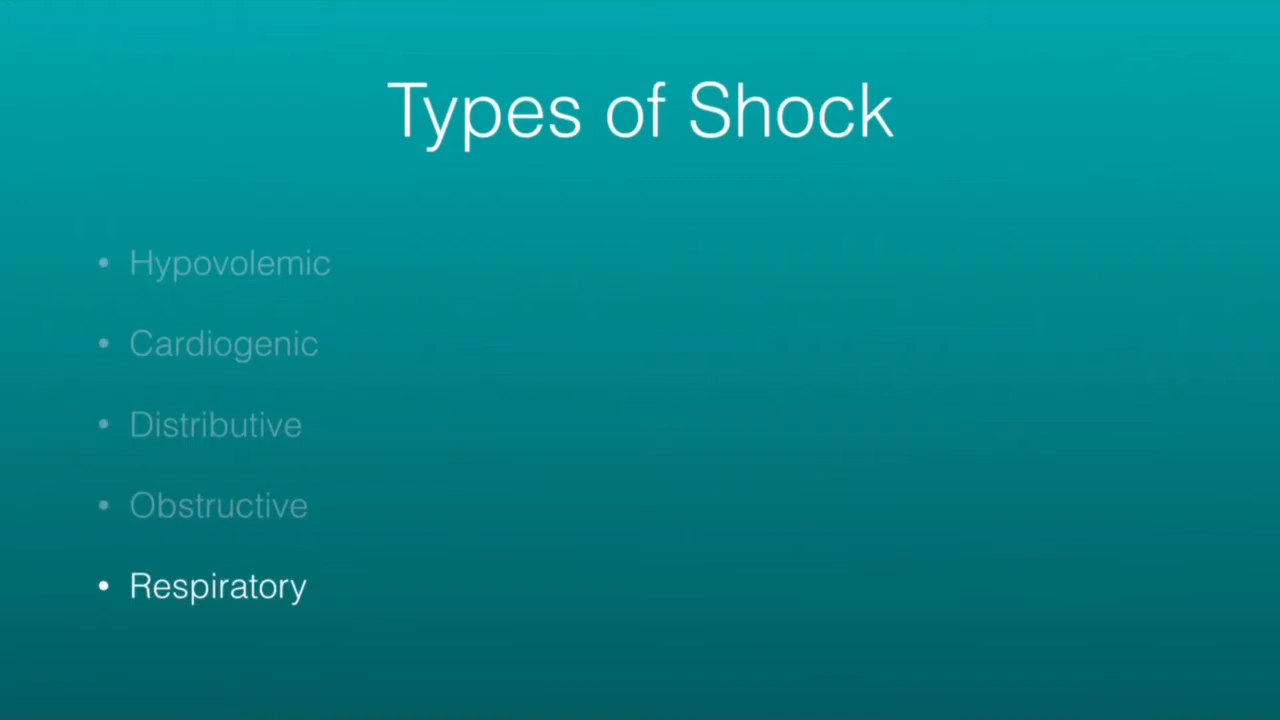 Types of Shock
• Hypovolemic
• Cardiogenic
• Distributive
• Obstructive
• Respiratory